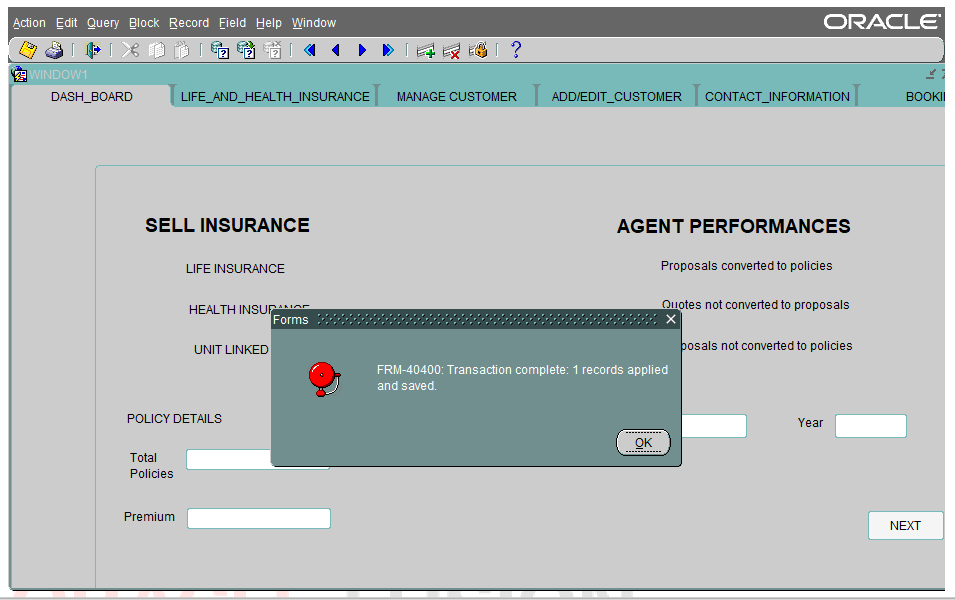 Action Edit Query Block Record Field Help Window
ORACLE
WINDOW1
DASH_BOARD LIFE_AND_HEALTH_INSURANCE MANAGE CUSTOMER ADD/EDIT_CUSTOMER CONTACT_INFORMATION BOOKI
SELL INSURANCE
AGENT PERFORMANCES
LIFE INSURANCE
Proposals converted to policies
HEALTH INSURANCE
Quotes not converted to proposals
Forms
UNIT LINKED
posals not converted to policies
FRM-40400: Transaction complete: 1 records applied
and saved.
OK
POLICY DETAILS
Year
Total
Policies
Premium
NEXT